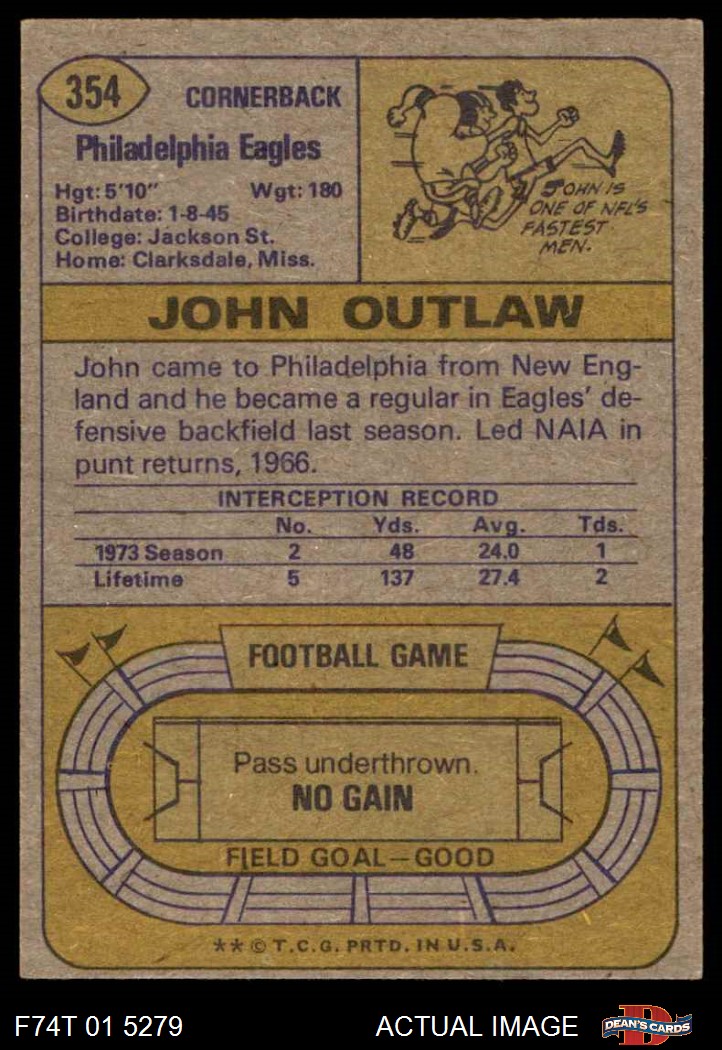 354
CORNERBACK
Philadelphia Eagles
Hgt: 5'10" Wgt: 180
Birthdate: 1-8-45
College: Jackson St.
Home: Clarksdale, Miss.
JOHN IS
ONE OF NFL'S
FASTEST
MEN.
JOHN OUTLAW
John came to Philadelphia from New Eng-
land and he became a regular in Eagles' de-
fensive backfield last season. Led NAIA in
punt returns, 1966.
INTERCEPTION RECORD
No. Yds. Avg. Tds.
1973 Season 2 48 24.0 1
Lifetime 5 137 27.4 2
FOOTBALL GAME
Pass underthrown.
NO GAIN
FIELD GOAL—GOOD
** © T.C.G. PRTD. IN U.S.A.
F74T 01 5279 ACTUAL IMAGE
D
DEAN'S CARDS